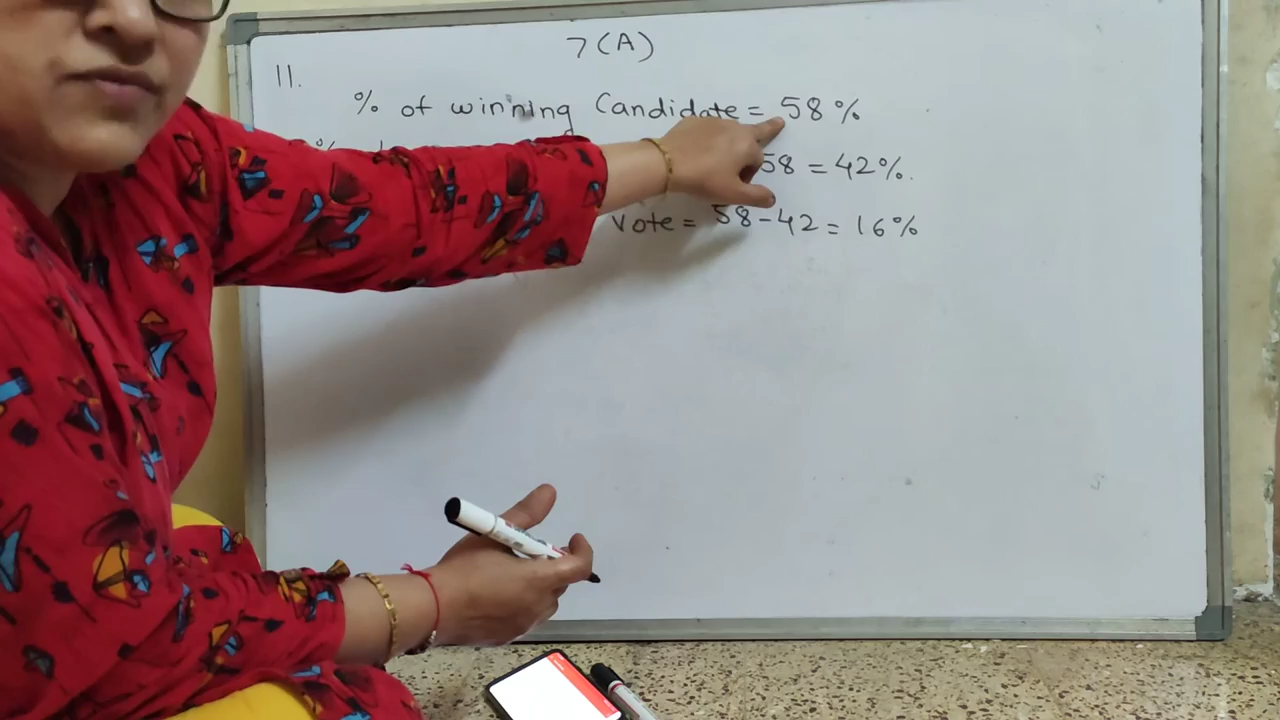 7(A)
11.
% of winning Candidate = 58%
% 58 = 42%.
Vote = 58-42 = 16%